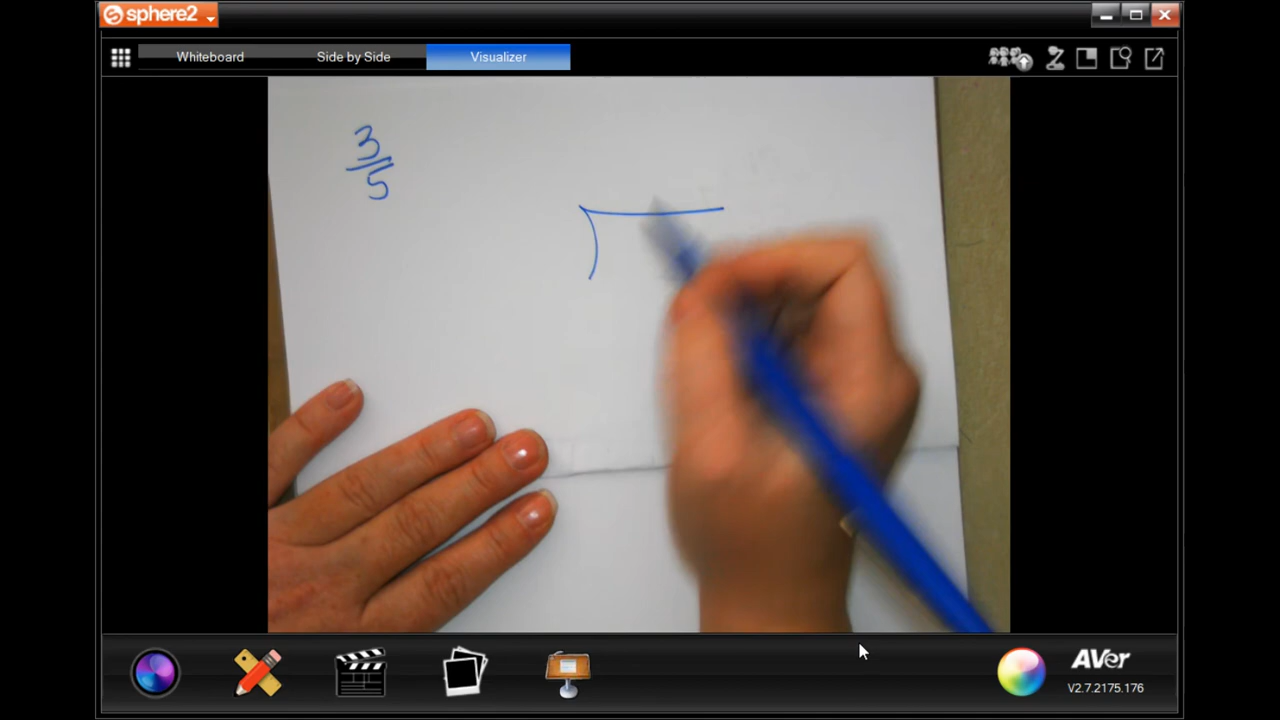 sphere2
Whiteboard Side by Side Visualizer
3/5
AVer
V2.7.2175.176